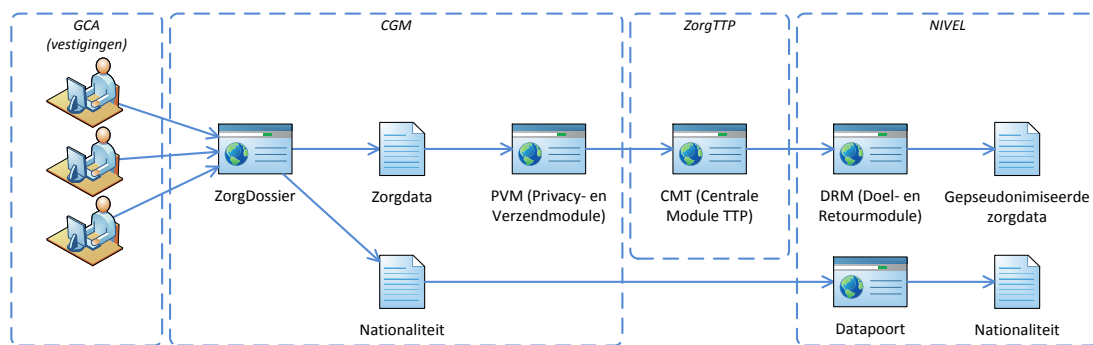 GCA
(vestigingen)
CGM
ZorgTTP
NIVEL
ZorgDossier
Zorgdata
PVM (Privacy- en
Verzendmodule)
CMT (Centrale
Module TTP)
DRM (Doel- en
Retourmodule)
Gepseudonimiseerde
zorgdata
Nationaliteit
Datapoort
Nationaliteit